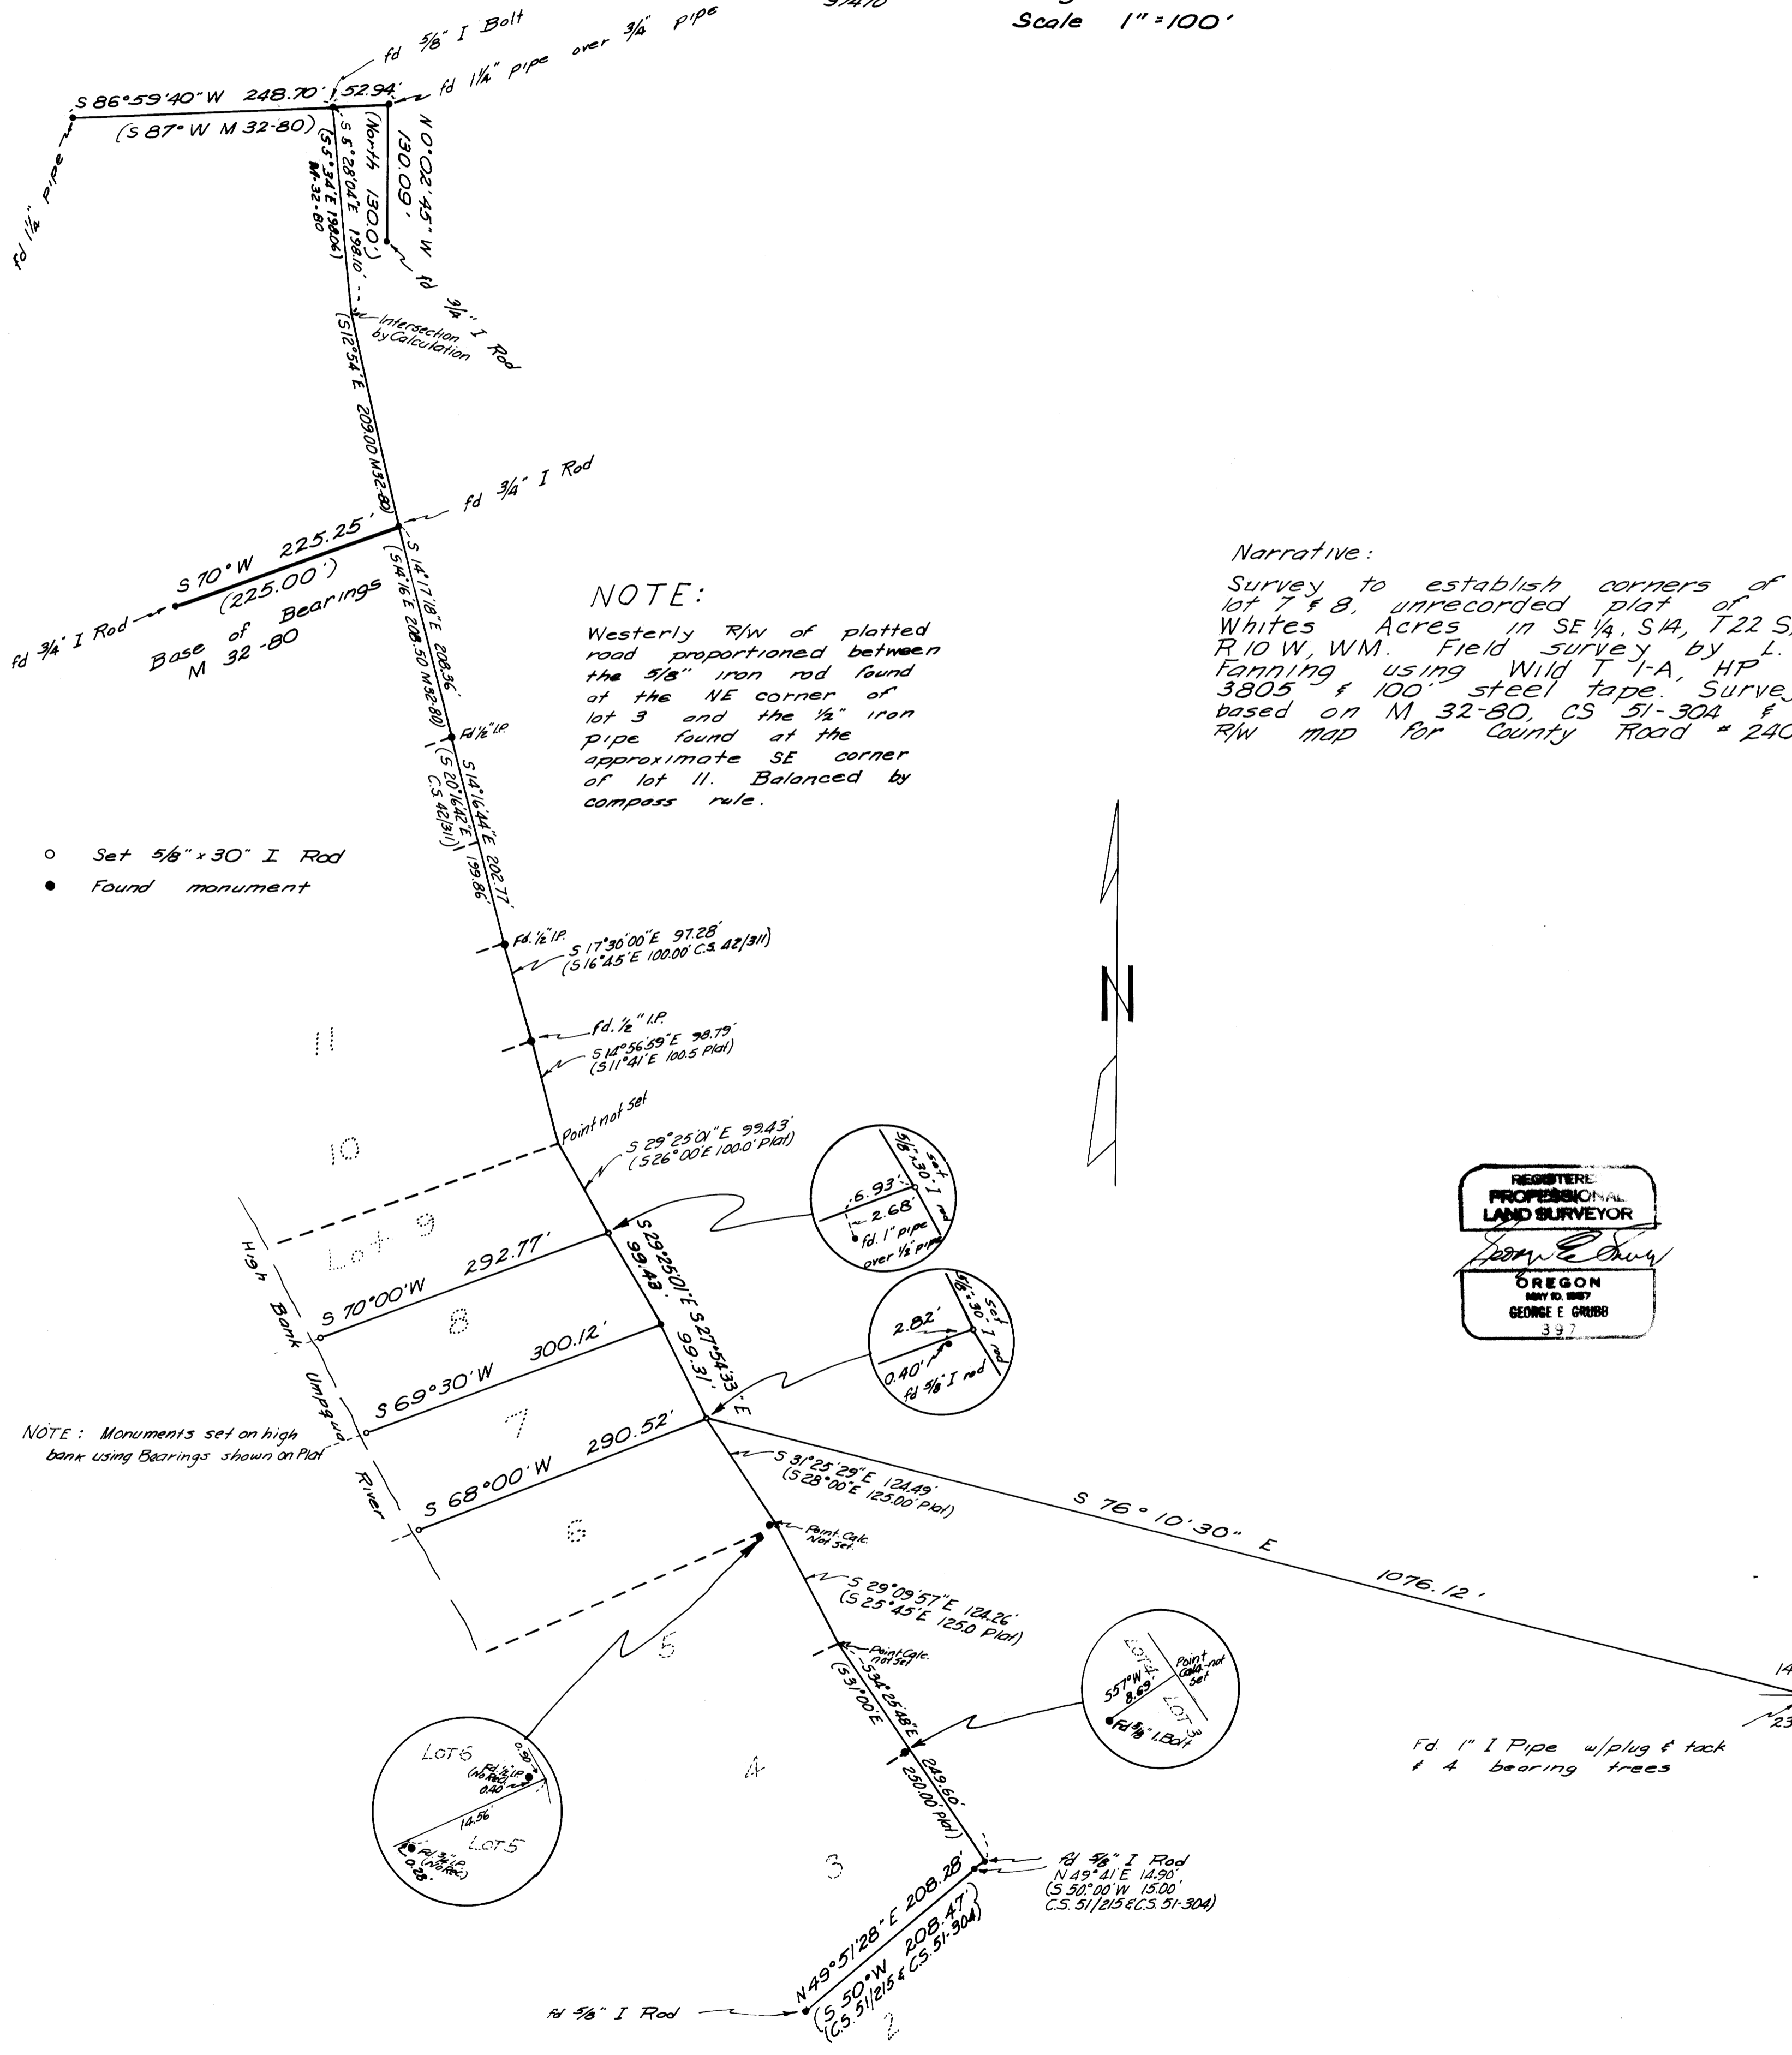 Scale 1"=100'
fd 5/8" I Bolt
fd 1¼" pipe over 3/4" pipe
S 86°59'40" W 248.70'
52.94'
(S 87° W M 32-80)
fd 1½" pipe
N 0°02'45" W
130.09'
(North 130.0')
S 5°28'04" E 198.10'
(S 5°34' E 198.06)
M-32-80
fd 3/4" I Rod
Intersection
by Calculation
(S 12°54' E 209.00 M32-80)
fd 3/4" I Rod
S 70° W 225.25'
(225.00')
Base of Bearings
M 32-80
fd 3/4" I Rod
S 14°17'18" E 208.36'
(S 14°16' E 208.50 M32-80)
Fd ½" I.P.
S 14°16'44" E 202.77'
(S 20°16'42" E 199.86'
C.S. 42/311)
NOTE:
Westerly R/W of platted
road proportioned between
the 5/8" iron rod found
at the NE corner of
lot 3 and the ½" iron
pipe found at the
approximate SE corner
of lot 11. Balanced by
compass rule.
Narrative:
Survey to establish corners of
lot 7 & 8, unrecorded plat of
Whites Acres in SE ¼, S14, T22 S,
R 10 W, WM. Field survey by L.
Fanning using Wild T 1-A, HP
3805 & 100' steel tape. Surve
based on M 32-80, CS 51-304 &
R/W map for County Road # 240
Set 5/8" x 30" I Rod
Found monument
Fd. ½" I.P.
S 17°30'00" E 97.28'
(S 16°45' E 100.00' C.S. 42/311)
11
fd. ½" I.P.
S 14°56'59" E 98.79'
(S 11°41' E 100.5 Plat)
Point not set
10
S 29°25'01" E 99.43'
(S 26°00' E 100.0' Plat)
N
6.93'
2.68'
fd. 1" pipe
over ½" pipe
set
5/8" x 30" I rod
REGISTERE
PROFESSIONAL
LAND SURVEYOR
OREGON
GEORGE E GRUBB
397
Lot 9
S 70°00' W 292.77'
S 29°25'01" E
99.43'
High Bank Umpqua River
8
S 69°30' W 300.12'
S 27°54'33" E
99.31'
2.82'
0.40'
fd 5/8" I rod
set
5/8" x 30" I rod
7
NOTE: Monuments set on high
bank using Bearings shown on Plat
S 68°00' W 290.52'
S 31°25'29" E 124.49'
(S 28°00' E 125.00' Plat)
S 76°10'30" E
1076.12'
6
Point Calc.
Not set.
S 29°09'57" E 124.26'
(S 25°45' E 125.0 Plat)
5
Point Calc.
not set
S 34°25'48" E 249.60'
(S 31°00' E 250.00' plat)
LOT 4
Point
Calc. not
set
S 57° W
8.69'
LOT 3
Fd 5/8" I. Bolt
Fd. 1" I Pipe w/plug & tack
& 4 bearing trees
LOT 6
0.90'
Fd. ½" I.P.
(No Rec.)
0.40'
14.56'
LOT 5
Fd. 3/4" I.P.
(No Rec.)
0.28'
4
3
fd 5/8" I Rod
N 49°41' E 14.90'
(S 50°00' W 15.00'
C.S. 51/215 & C.S. 51-304)
N 49°51'28" E 208.28'
(S 50° W 208.47'
(C.S. 51/215 & C.S. 51-304)
fd 5/8" I Rod
2